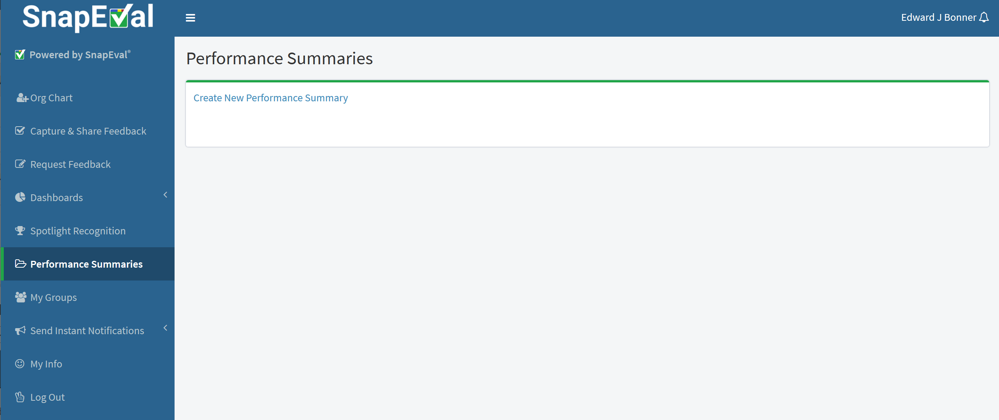 SnapEval
Edward J Bonner
Powered by SnapEval®
Performance Summaries
Create New Performance Summary
Org Chart
Capture & Share Feedback
Request Feedback
Dashboards
Spotlight Recognition
Performance Summaries
My Groups
Send Instant Notifications
My Info
Log Out